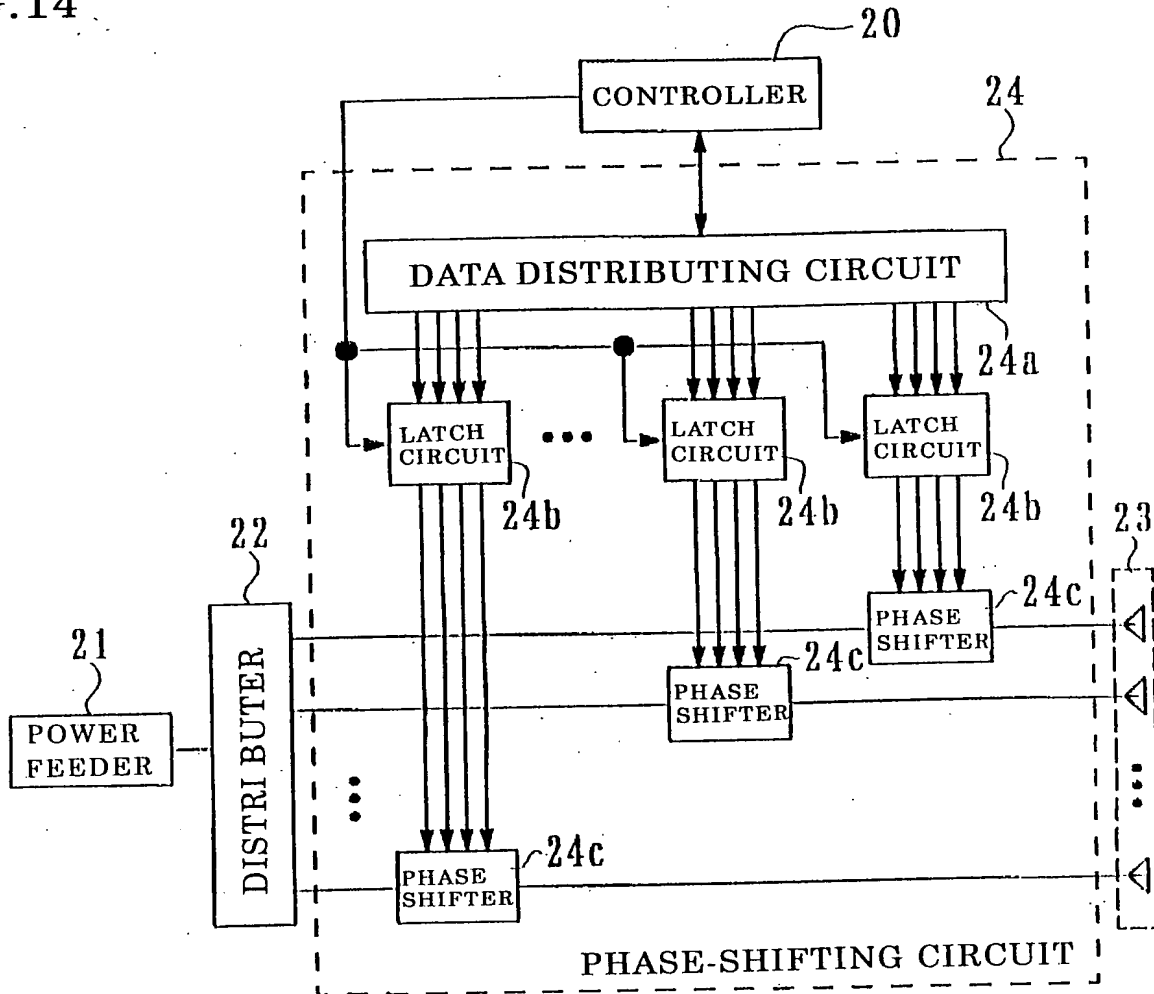 .14
20
CONTROLLER
24
DATA DISTRIBUTING CIRCUIT
24a
LATCH
CIRCUIT
LATCH
CIRCUIT
LATCH
CIRCUIT
24b
24b
24b
22
23
PHASE
SHIFTER
24c
21
24c
PHASE
SHIFTER
POWER
FEEDER
DISTRI BUTER
PHASE
SHIFTER
24c
PHASE-SHIFTING CIRCUIT